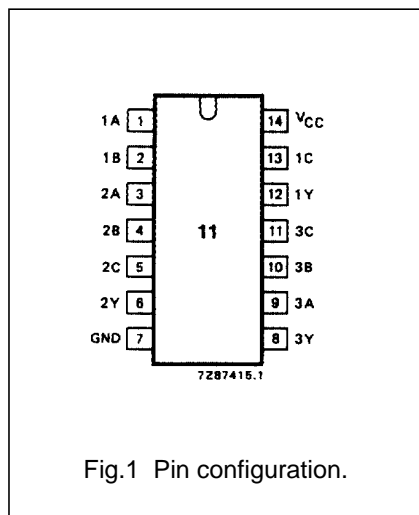 1A 1 14 VCC
1B 2 13 1C
2A 3 12 1Y
2B 4 11 11 3C
2C 5 10 3B
2Y 6 9 3A
GND 7 8 3Y
7Z87415.1
Fig.1 Pin configuration.